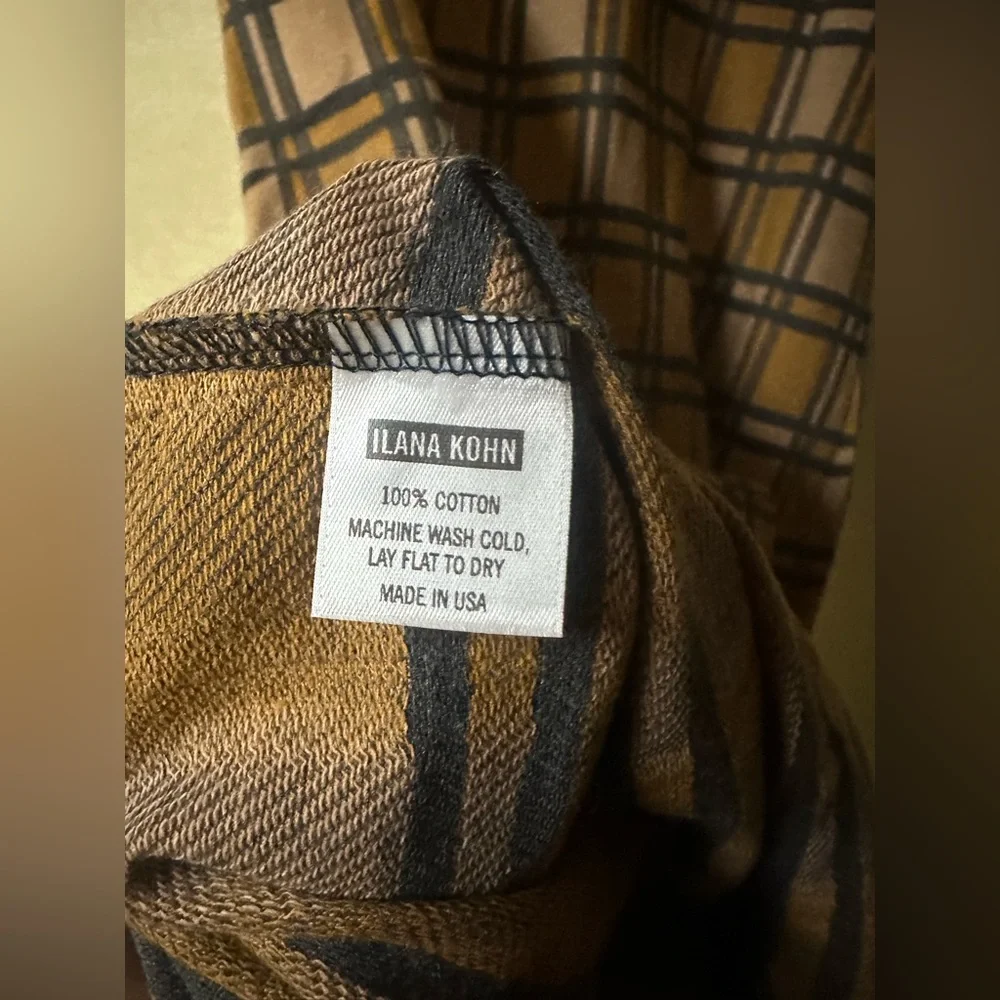 ILANA KOHN
100% COTTON
MACHINE WASH COLD,
LAY FLAT TO DRY
MADE IN USA